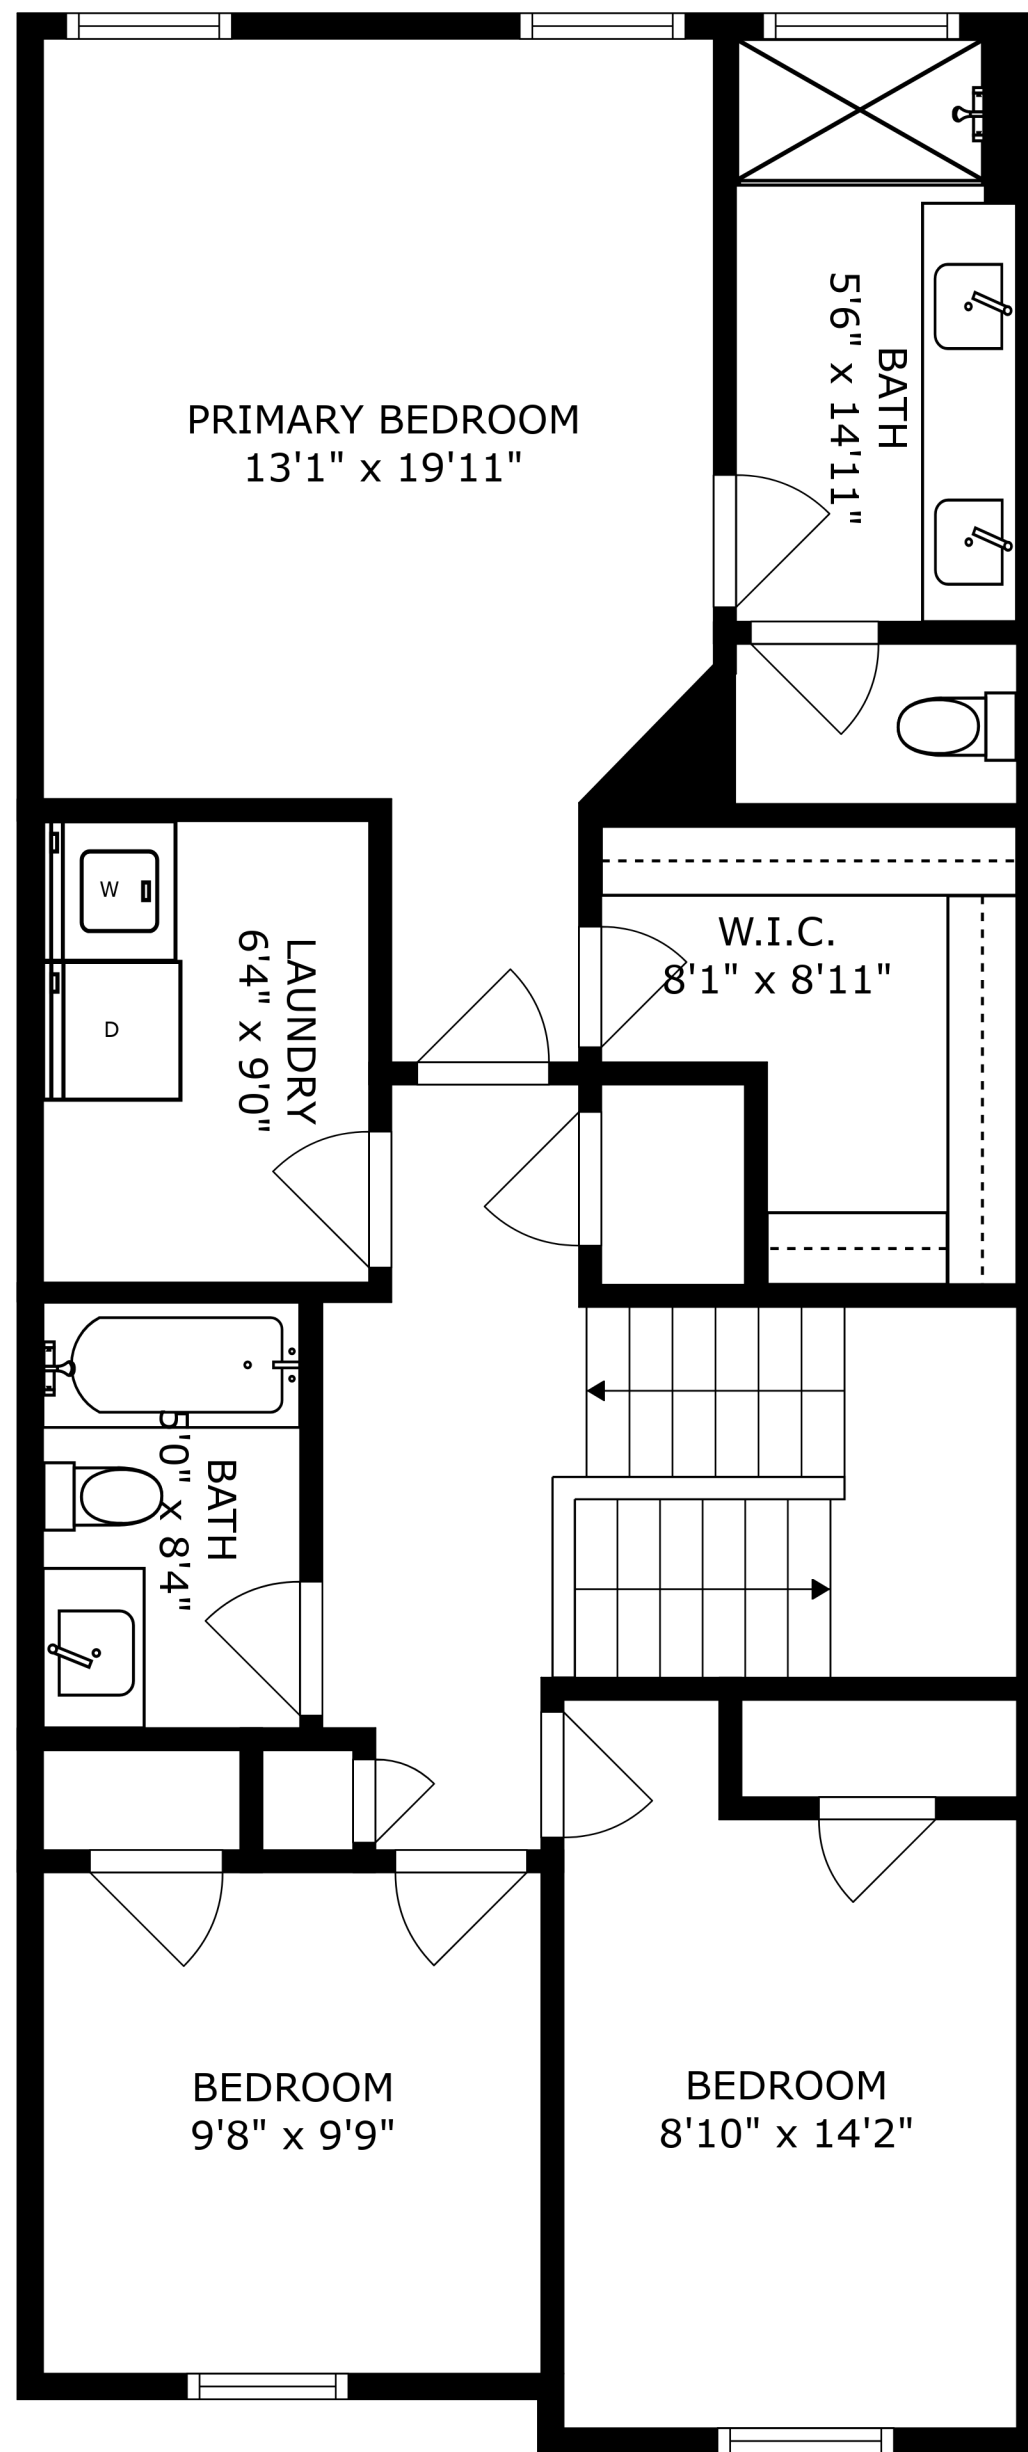 PRIMARY BEDROOM
13'1" x 19'11"
BATH
5'6" x 14'11"
W
D
LAUNDRY
6'4" x 9'0"
W.I.C.
8'1" x 8'11"
BATH
5'0" x 8'4"
BEDROOM
9'8" x 9'9"
BEDROOM
8'10" x 14'2"